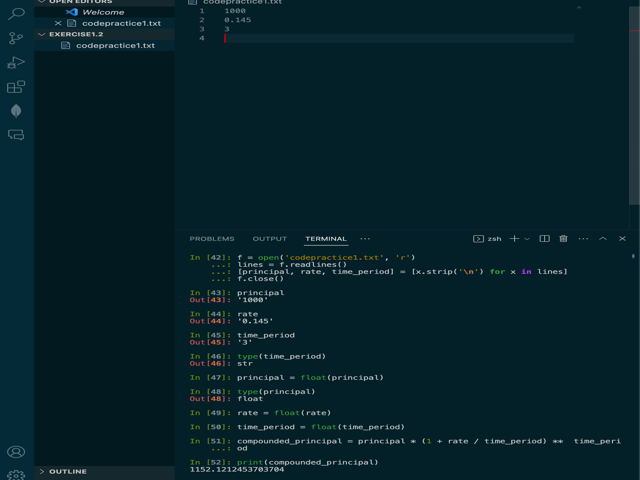 OPEN EDITORS
Welcome
codepractice1.txt
EXERCISE1.2
codepractice1.txt
OUTLINE
codepractice1.txt
1 1000
2 0.145
3 3
4
PROBLEMS OUTPUT TERMINAL ... zsh
In [42]: f = open('codepractice1.txt', 'r')
...: lines = f.readlines()
...: [principal, rate, time_period] = [x.strip('\n') for x in lines]
...: f.close()
In [43]: principal
Out[43]: '1000'
In [44]: rate
Out[44]: '0.145'
In [45]: time_period
Out[45]: '3'
In [46]: type(time_period)
Out[46]: str
In [47]: principal = float(principal)
In [48]: type(principal)
Out[48]: float
In [49]: rate = float(rate)
In [50]: time_period = float(time_period)
In [51]: compounded_principal = principal * (1 + rate / time_period) ** time_peri
...: od
In [52]: print(compounded_principal)
1152.1212453703704